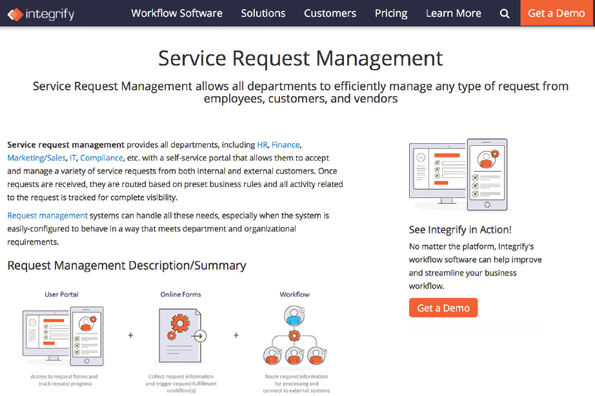 integrify Workflow Software Solutions Customers Pricing Learn More Get a Demo
Service Request Management
Service Request Management allows all departments to efficiently manage any type of request from
employees, customers, and vendors
Service request management provides all departments, including HR, Finance,
Marketing/Sales, IT, Compliance, etc. with a self-service portal that allows them to accept
and manage a variety of service requests from both internal and external customers. Once
requests are received, they are routed based on preset business rules and all activity related
to the request is tracked for complete visibility.
Request management systems can handle all these needs, especially when the system is
easily-configured to behave in a way that meets department and organizational
requirements.
See Integrify in Action!
No matter the platform, Integrify's
workflow software can help improve
and streamline your business
workflow.
Get a Demo
Request Management Description/Summary
User Portal
+
Online Forms
+
Workflow
Access to request forms and
track request progress
Collect request information
and trigger request fulfillment
workflow(s)
Route request information
for processing and
connect to external systems